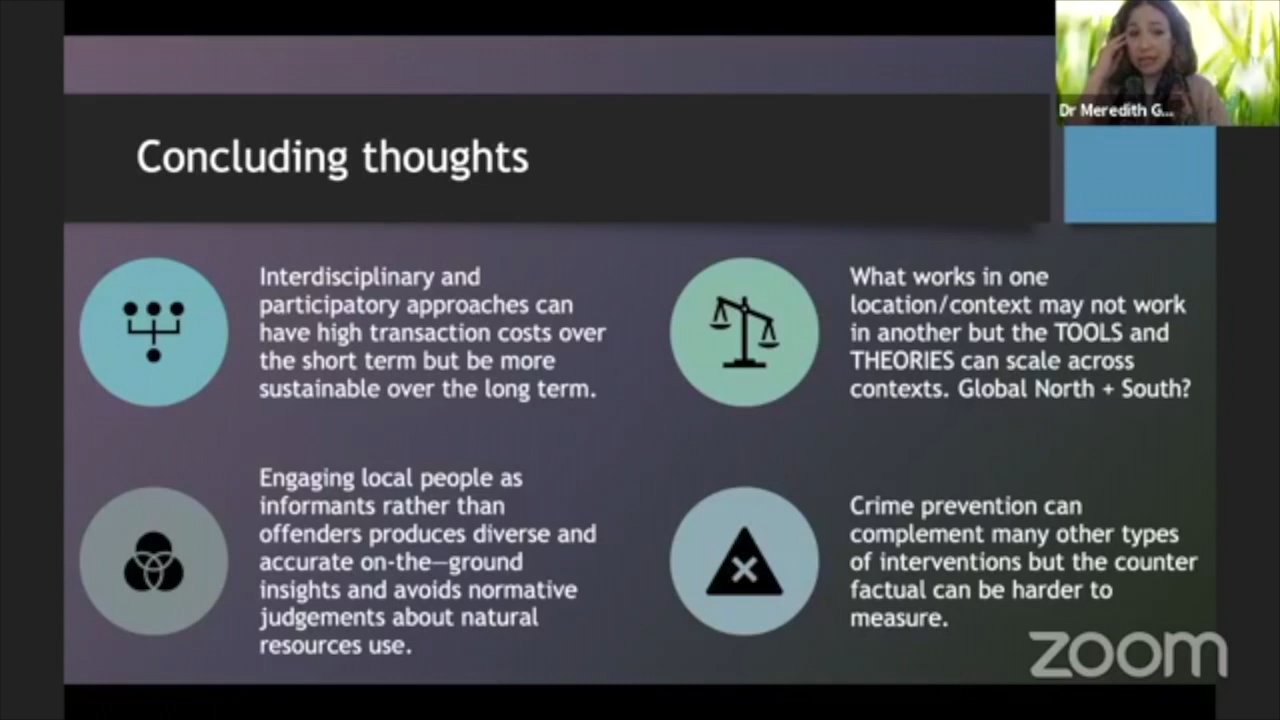 Dr Meredith G...
Concluding thoughts
Interdisciplinary and
participatory approaches can
have high transaction costs over
the short term but be more
sustainable over the long term.
What works in one
location/context may not work
in another but the TOOLS and
THEORIES can scale across
contexts. Global North + South?
Engaging local people as
informants rather than
offenders produces diverse and
accurate on-the—ground
insights and avoids normative
judgements about natural
resources use.
Crime prevention can
complement many other types
of interventions but the counter
factual can be harder to
measure.
zoom